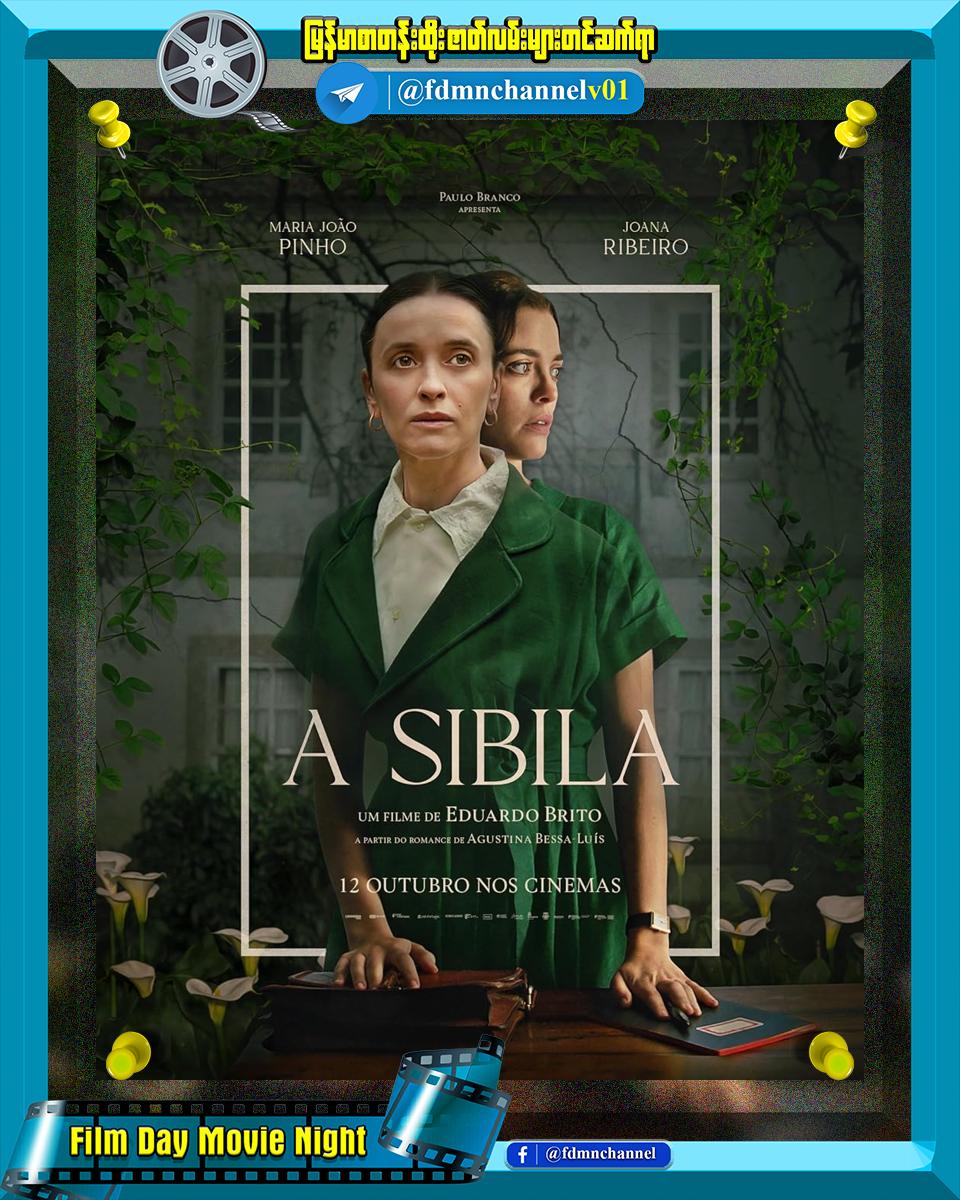 မြန်မာစာတန်းထိုးဇာတ်လမ်းများတင်ဆက်ရာ
@fdmnchannelv01
PAULO BRANCO
APRESENTA
MARIA JOÃO
PINHO
JOANA
RIBEIRO
A SIBILA
UM FILME DE EDUARDO BRITO
A PARTIR DO ROMANCE DE AGUSTINA BESSA-LUÍS
12 OUTUBRO NOS CINEMAS
Film Day Movie Night
@fdmnchannel